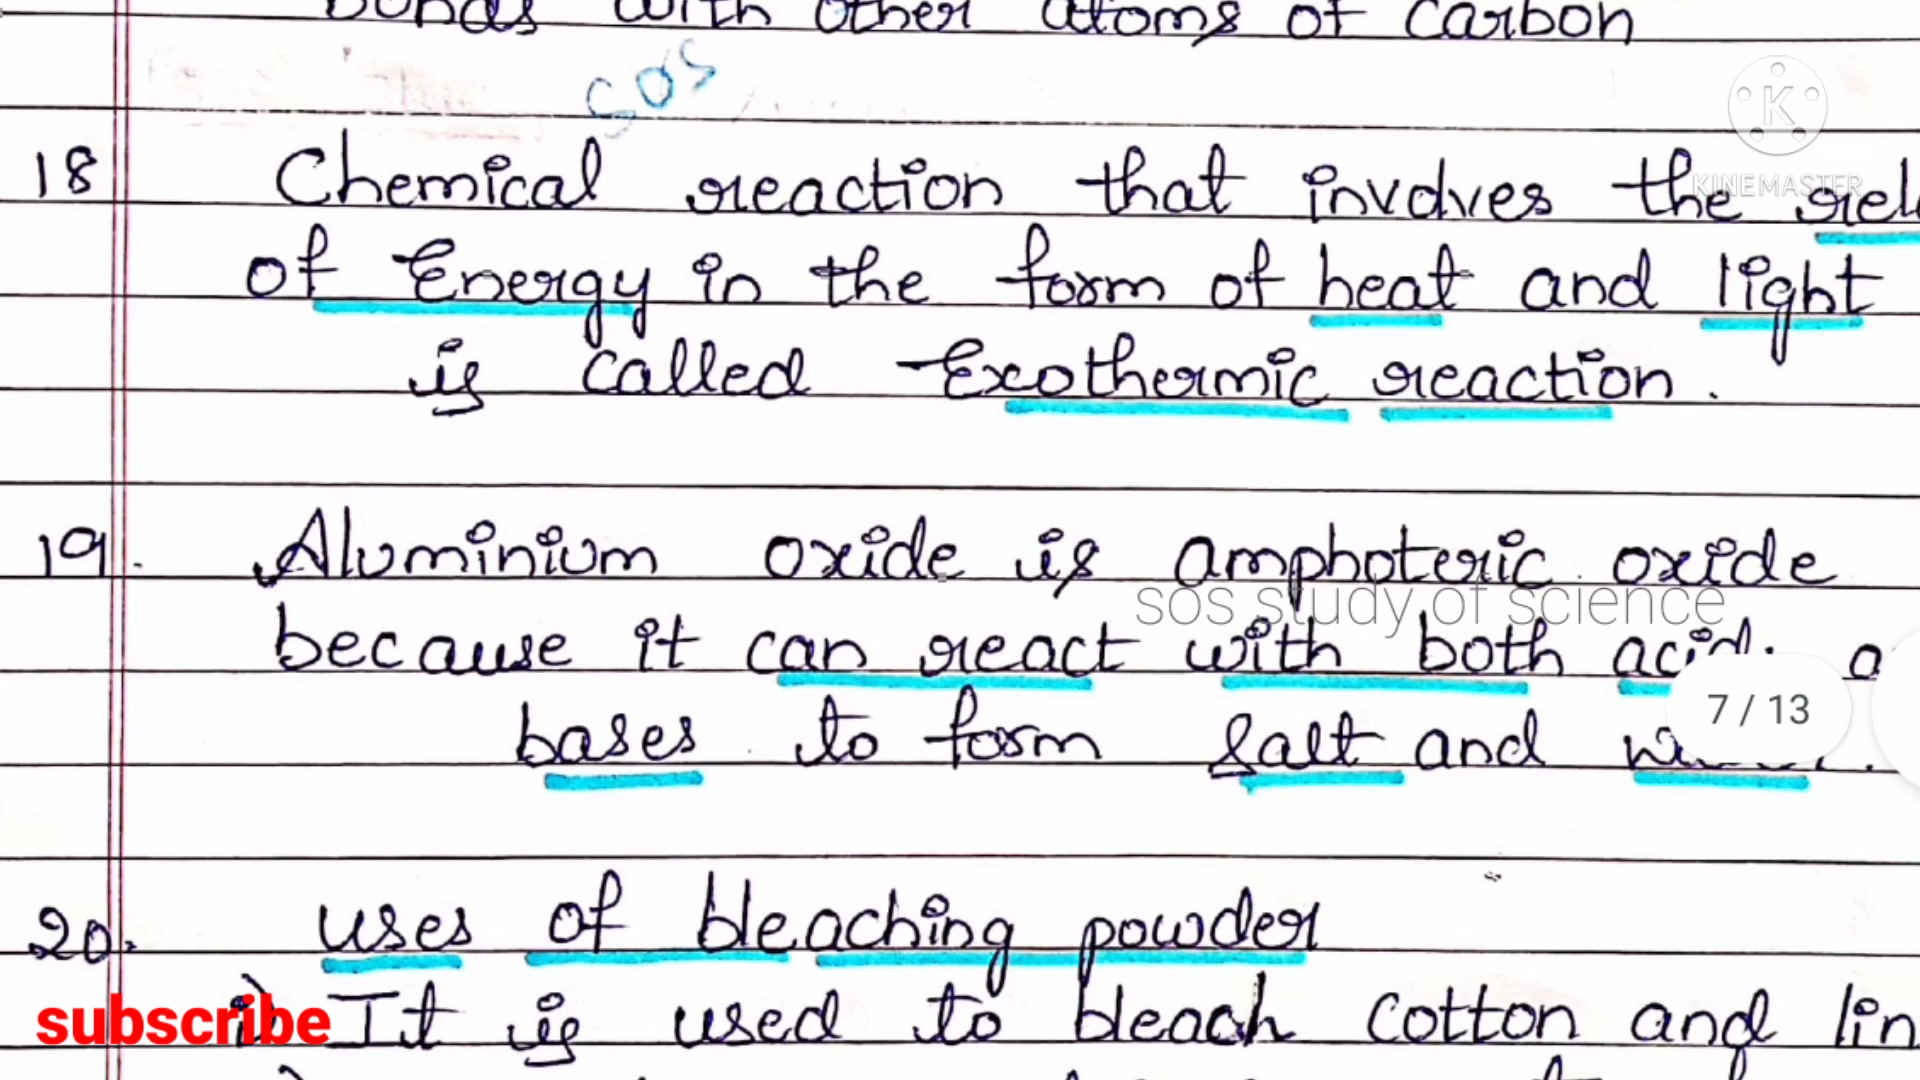 bonds with other atoms of carbon
SOS
K
KINEMASTER
18 Chemical reaction that involves the
of Energy in the form of heat and light
is called Exothermic reaction.
19. Aluminium oxide is amphoteric oxide
sos study of science
because it can react with both
7 / 13
bases to form salt and
20. uses of bleaching powder
subscribe
It is used to bleach cotton and